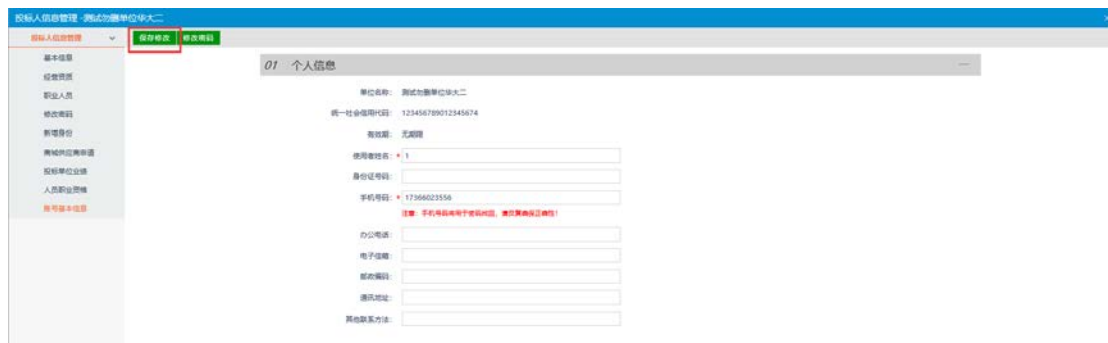 投标人信息管理 -测试勿删单位华大二
投标人信息管理
保存修改 修改密码
基本信息
经营资质
职业人员
修改密码
新增身份
商城供应商申请
投标单位业绩
人员职业资格
账号基本信息
01 个人信息
单位名称: 测试勿删单位华大二
统一社会信用代码: 123456789012345674
有效期: 无期限
使用者姓名: * 1
身份证号码:
手机号码: * 17366023556
注意: 手机号码将用于密码找回, 请员算确保正确性!
办公电话:
电子信箱:
邮政编码:
通讯地址:
其他联系方法: